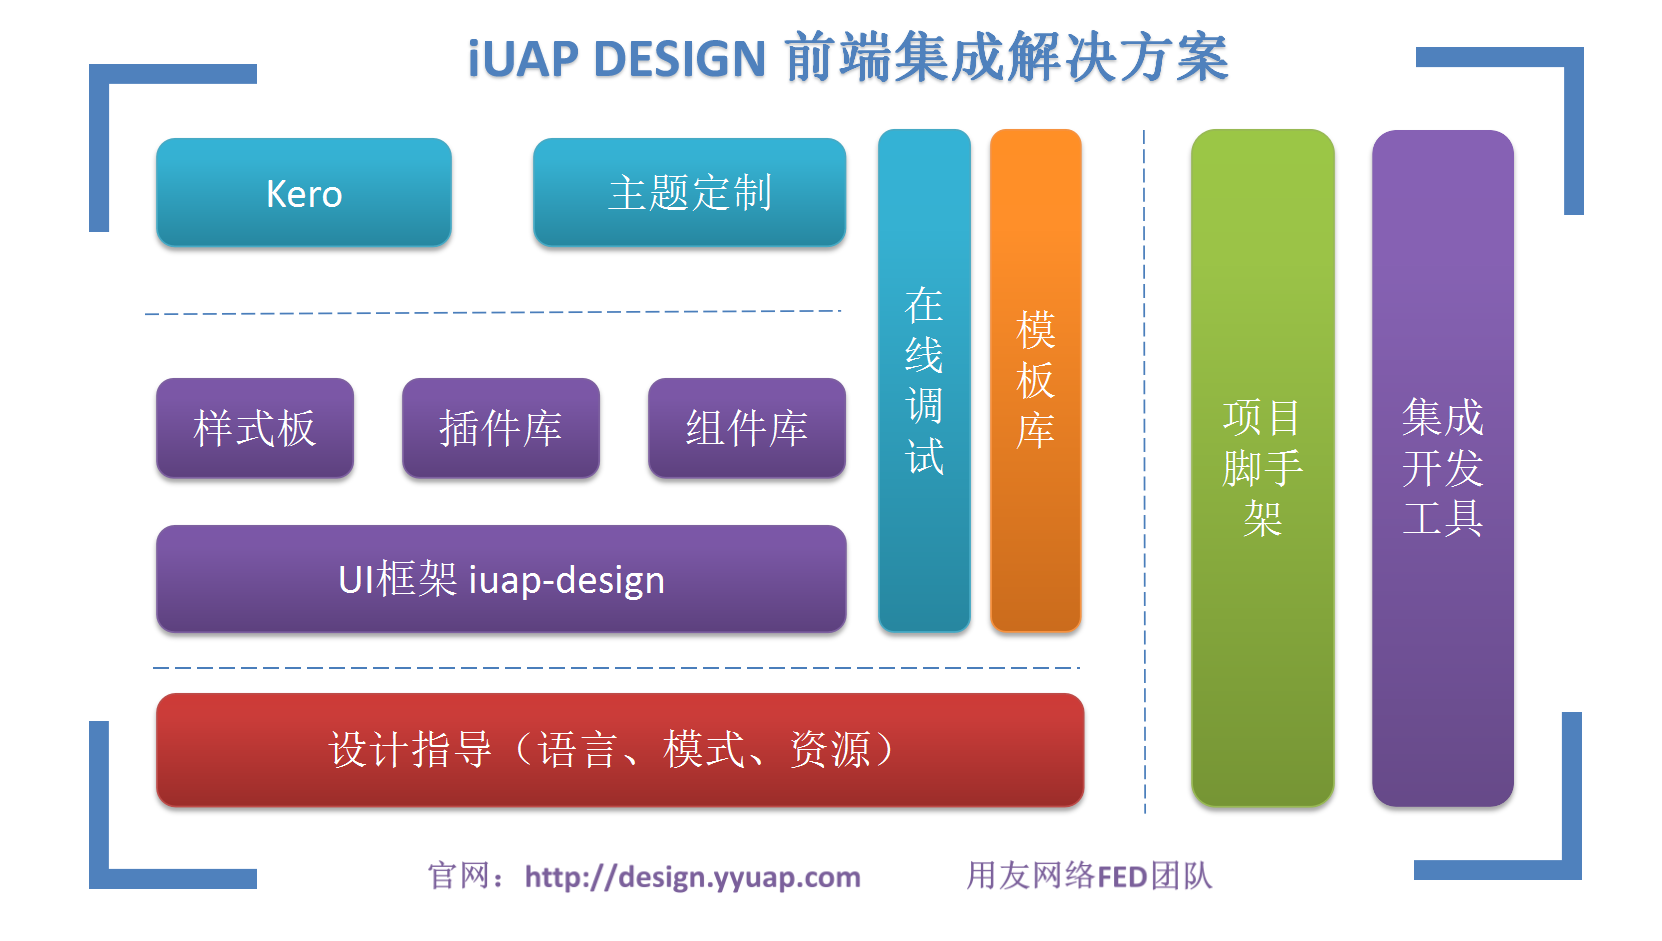 iUAP DESIGN 前端集成解决方案
Kero
主题定制
在
线
调
试
模
板
库
样式板
插件库
组件库
UI框架 iuap-design
设计指导（语言、模式、资源）
项目
脚手
架
集成
开发
工具
官网：http://design.yyuap.com
用友网络FED团队